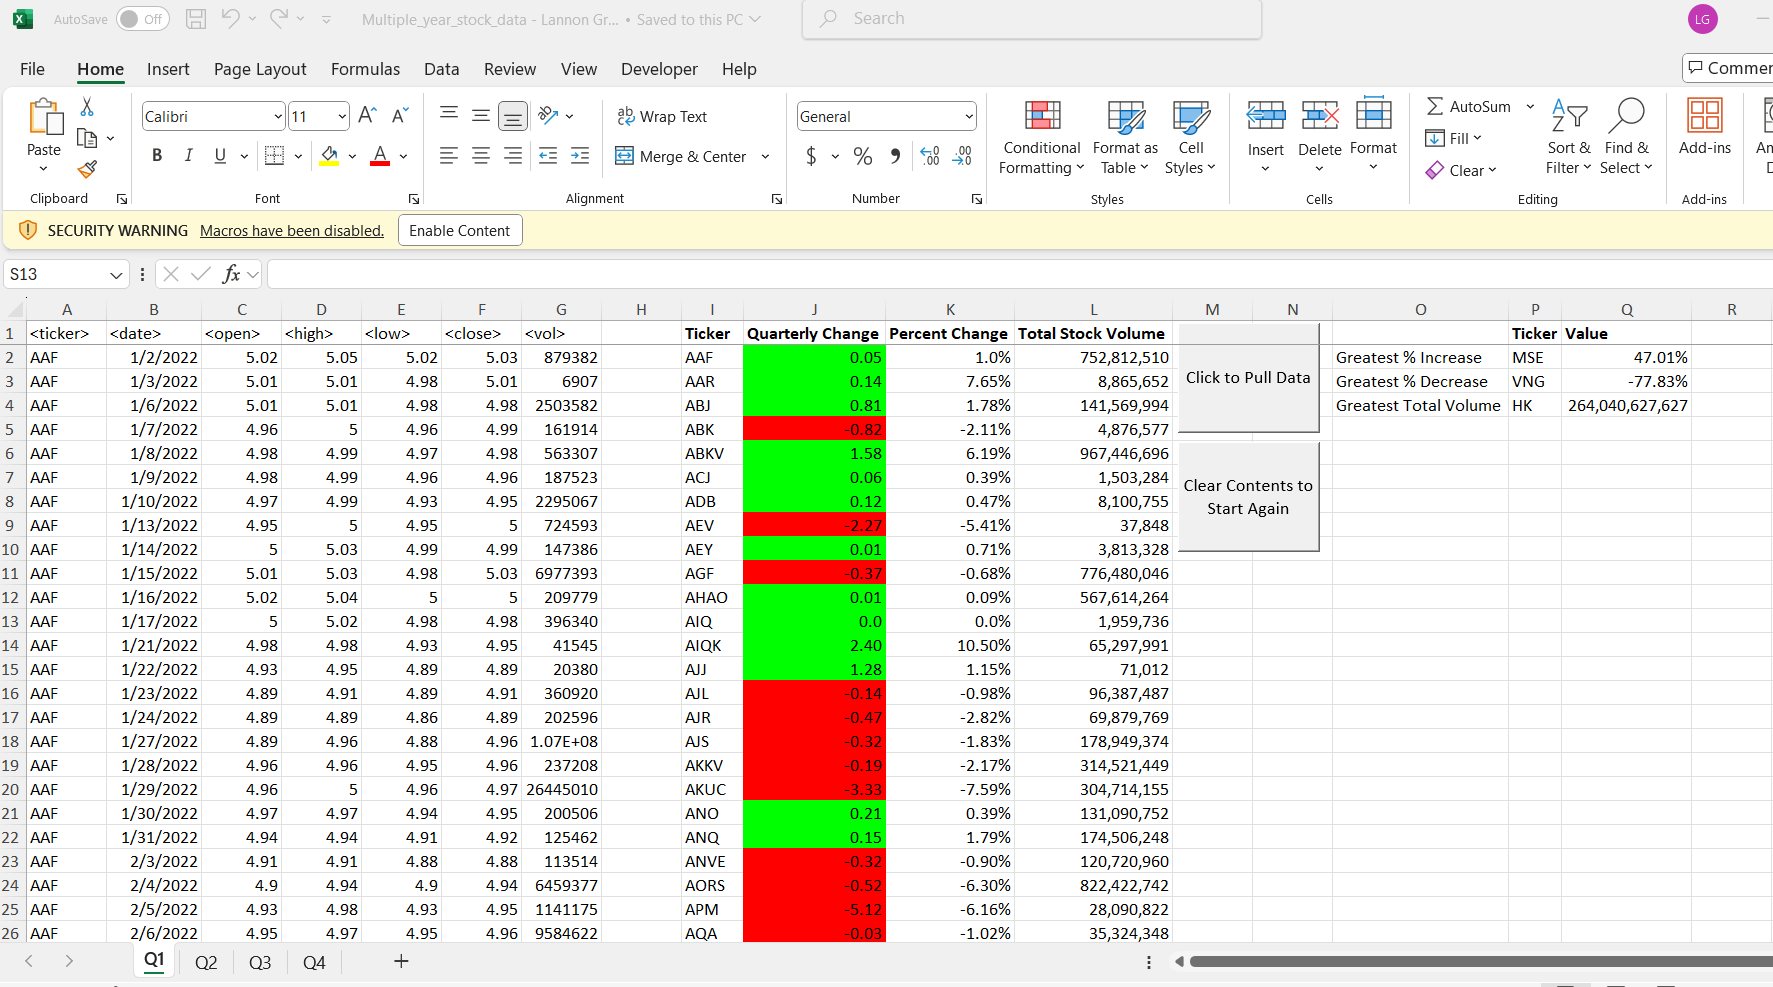 AutoSave Off Multiple_year_stock_data - Lannon Gr... • Saved to this PC Search LG
File Home Insert Page Layout Formulas Data Review View Developer Help Commen
Paste Calibri 11 Wrap Text General Conditional Formatting Format as Table Cell Styles Insert Delete Format AutoSum Fill Clear Sort & Filter Find & Select Add-ins
B I U A Merge & Center $ %
Clipboard Font Alignment Number Styles Cells Editing Add-ins
SECURITY WARNING Macros have been disabled. Enable Content
S13 fx
A B C D E F G H I J K L M N O P Q R
1 <ticker> <date> <open> <high> <low> <close> <vol> Ticker Quarterly Change Percent Change Total Stock Volume Ticker Value
2 AAF 1/2/2022 5.02 5.05 5.02 5.03 879382 AAF 0.05 1.0% 752,812,510 Greatest % Increase MSE 47.01%
3 AAF 1/3/2022 5.01 5.01 4.98 5.01 6907 AAR 0.14 7.65% 8,865,652 Click to Pull Data Greatest % Decrease VNG -77.83%
4 AAF 1/6/2022 5.01 5.01 4.98 4.98 2503582 ABJ 0.81 1.78% 141,569,994 Greatest Total Volume HK 264,040,627,627
5 AAF 1/7/2022 4.96 5 4.96 4.99 161914 ABK -0.82 -2.11% 4,876,577
6 AAF 1/8/2022 4.98 4.99 4.97 4.98 563307 ABKV 1.58 6.19% 967,446,696
7 AAF 1/9/2022 4.98 4.99 4.96 4.96 187523 ACJ 0.06 0.39% 1,503,284 Clear Contents to
8 AAF 1/10/2022 4.97 4.99 4.93 4.95 2295067 ADB 0.12 0.47% 8,100,755 Start Again
9 AAF 1/13/2022 4.95 5 4.95 5 724593 AEV -2.27 -5.41% 37,848
10 AAF 1/14/2022 5 5.03 4.99 4.99 147386 AEY 0.01 0.71% 3,813,328
11 AAF 1/15/2022 5.01 5.03 4.98 5.03 6977393 AGF -0.37 -0.68% 776,480,046
12 AAF 1/16/2022 5.02 5.04 5 5 209779 AHAO 0.01 0.09% 567,614,264
13 AAF 1/17/2022 5 5.02 4.98 4.98 396340 AIQ 0.0 0.0% 1,959,736
14 AAF 1/21/2022 4.98 4.98 4.93 4.95 41545 AIQK 2.40 10.50% 65,297,991
15 AAF 1/22/2022 4.93 4.95 4.89 4.89 20380 AJJ 1.28 1.15% 71,012
16 AAF 1/23/2022 4.89 4.91 4.89 4.91 360920 AJL -0.14 -0.98% 96,387,487
17 AAF 1/24/2022 4.89 4.89 4.86 4.89 202596 AJR -0.47 -2.82% 69,879,769
18 AAF 1/27/2022 4.89 4.96 4.88 4.96 1.07E+08 AJS -0.32 -1.83% 178,949,374
19 AAF 1/28/2022 4.96 4.96 4.95 4.96 237208 AKKV -0.19 -2.17% 314,521,449
20 AAF 1/29/2022 4.96 5 4.96 4.97 26445010 AKUC -3.33 -7.59% 304,714,155
21 AAF 1/30/2022 4.97 4.97 4.94 4.95 200506 ANO 0.21 0.39% 131,090,752
22 AAF 1/31/2022 4.94 4.94 4.91 4.92 125462 ANQ 0.15 1.79% 174,506,248
23 AAF 2/3/2022 4.91 4.91 4.88 4.88 113514 ANVE -0.32 -0.90% 120,720,960
24 AAF 2/4/2022 4.9 4.94 4.9 4.94 6459377 AORS -0.52 -6.30% 822,422,742
25 AAF 2/5/2022 4.93 4.98 4.93 4.95 1141175 APM -5.12 -6.16% 28,090,822
26 AAF 2/6/2022 4.95 4.97 4.95 4.96 9584622 AQA -0.03 -1.02% 35,324,348
Q1 Q2 Q3 Q4